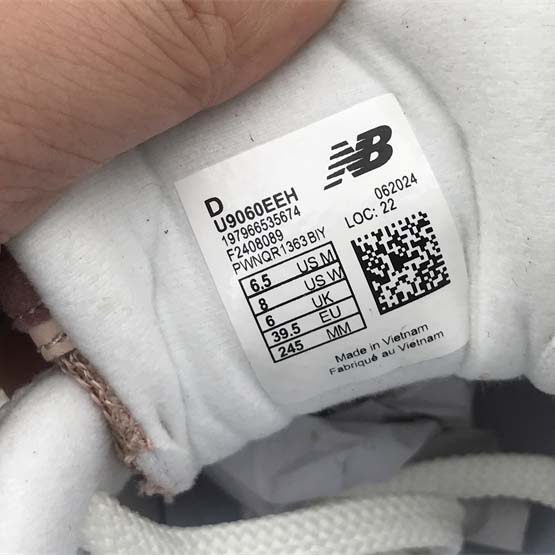 NB
D
U9060EEH
197966535674
F2408089
PWNQR1363BIY
062024
LOC: 22
6.5 US M
8 US W
6 UK
39.5 EU
245 MM
Made in Vietnam
Fabriqué au Vietnam